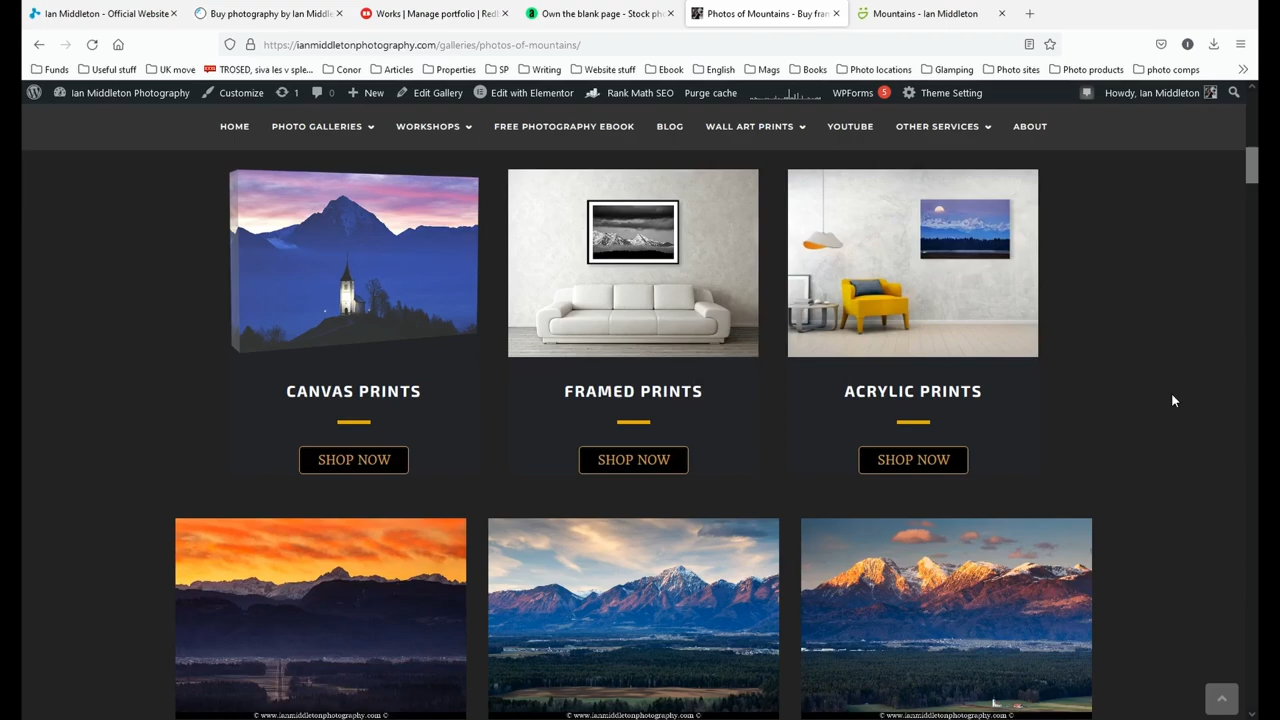 Ian Middleton - Official Website
Buy photography by Ian Middle
Works | Manage portfolio | Red
Own the blank page - Stock ph
Photos of Mountains - Buy fram
Mountains - Ian Middleton
https://ianmiddletonphotography.com/galleries/photos-of-mountains/
Funds Useful stuff UK move TROSED, siva les v sple... Conor Articles Properties SP Writing Website stuff Ebook English Mags Books Photo locations Glamping Photo sites Photo products photo comps
Ian Middleton Photography Customize 1 0 New Edit Gallery Edit with Elementor Rank Math SEO Purge cache WPForms 5 Theme Setting Howdy, Ian Middleton
HOME PHOTO GALLERIES WORKSHOPS FREE PHOTOGRAPHY EBOOK BLOG WALL ART PRINTS YOUTUBE OTHER SERVICES ABOUT
CANVAS PRINTS
SHOP NOW
FRAMED PRINTS
SHOP NOW
ACRYLIC PRINTS
SHOP NOW
© www.ianmiddletonphotography.com ©
© www.ianmiddletonphotography.com ©
© www.ianmiddletonphotography.com ©